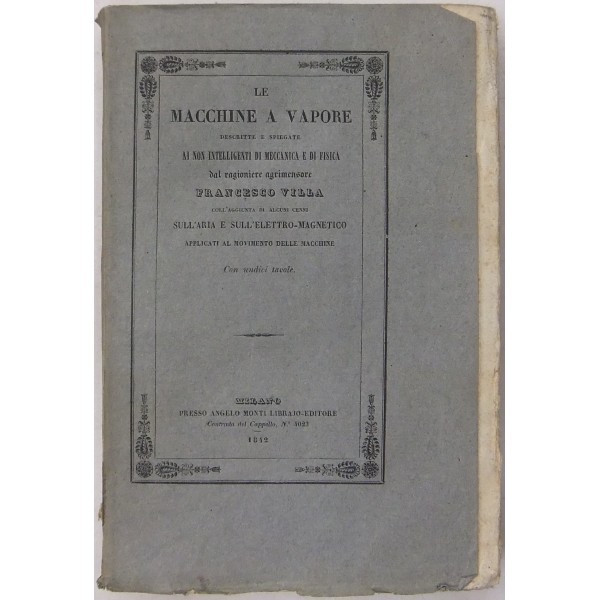 LE
MACCHINE A VAPORE
DESCRITTE E SPIEGATE
AI NON INTELLIGENTI DI MECCANICA E DI FISICA
dal ragioniere agrimensore
FRANCESCO VILLA
COLL'AGGIUNTA DI ALCUNI CENNI
SULL'ARIA E SULL'ELETTRO-MAGNETICO
APPLICATI AL MOVIMENTO DELLE MACCHINE
Con undici tavole.
MILANO
PRESSO ANGELO MONTI LIBRAIO-EDITORE
Contrada del Cappello, N.° 4027
1842